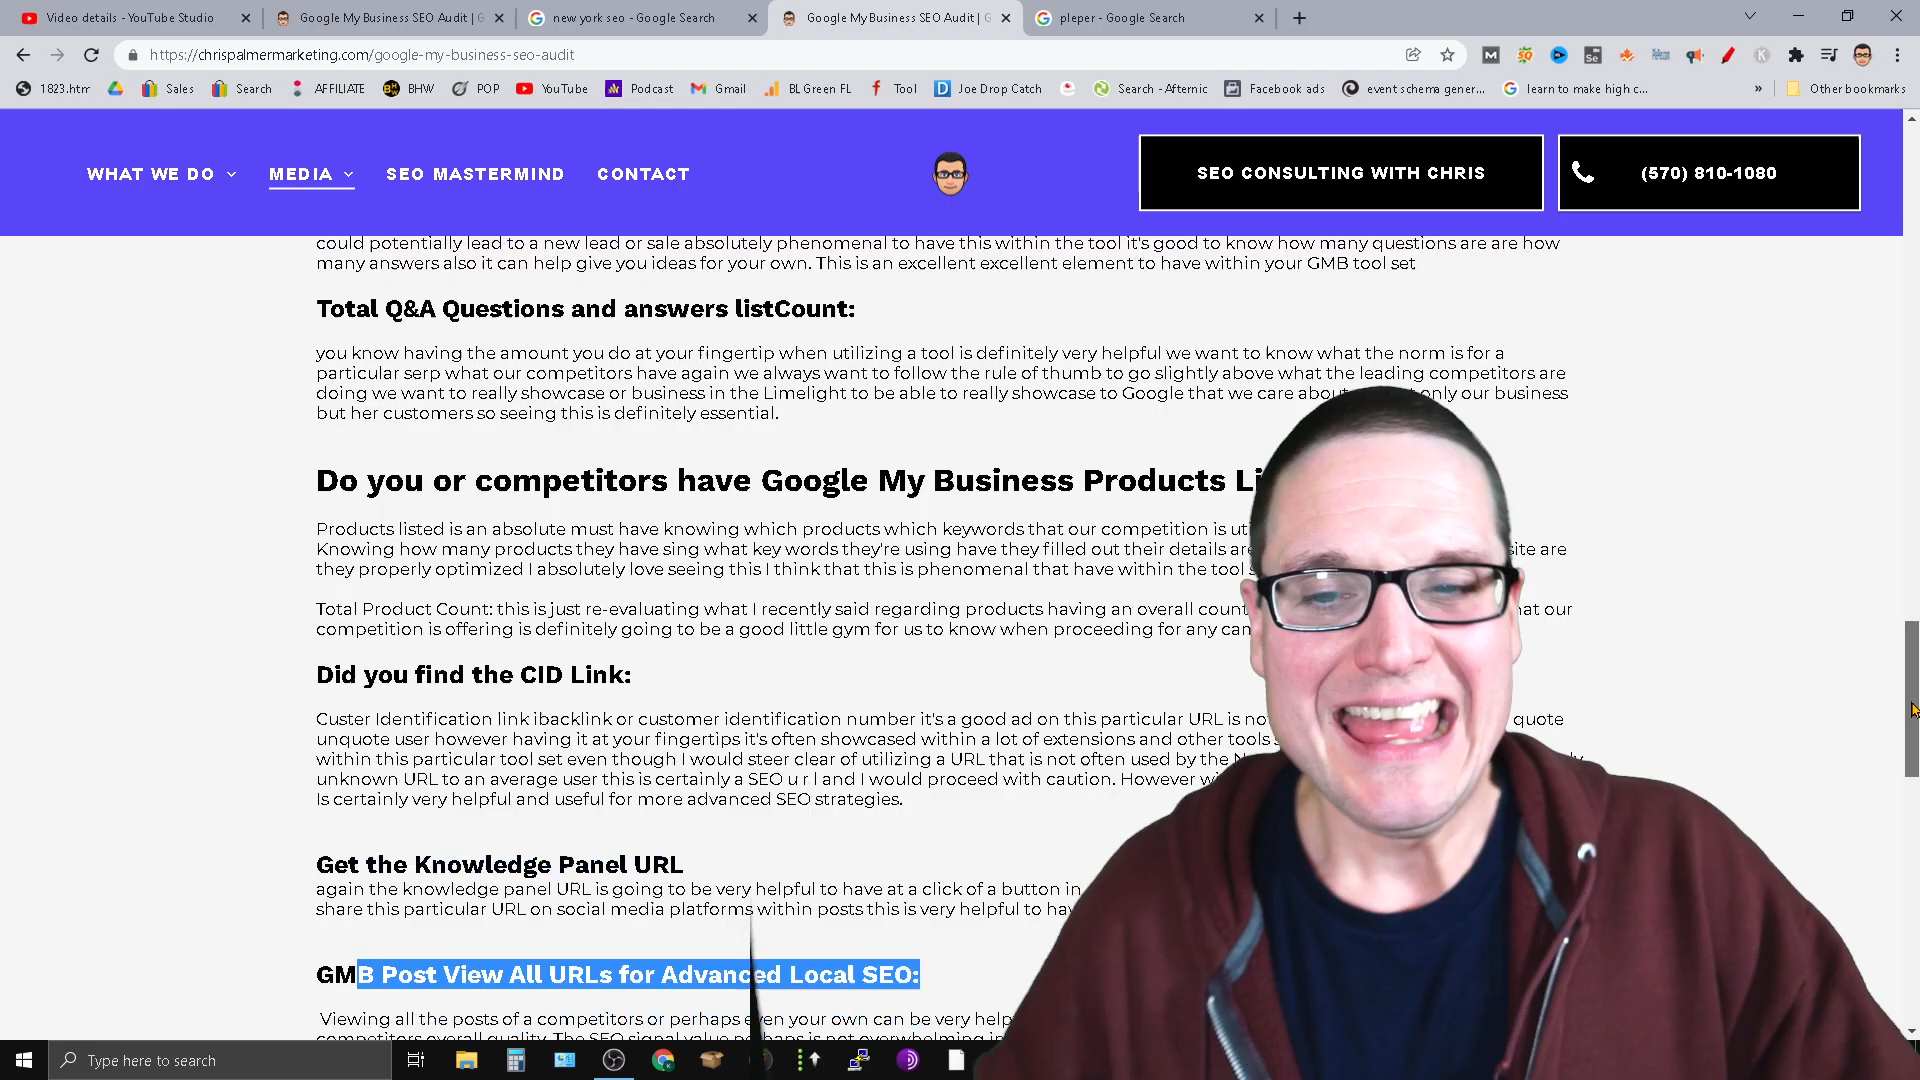 Video details - YouTube Studio
Google My Business SEO Audit | G
new york seo - Google Search
Google My Business SEO Audit | G
pleper - Google Search
https://chrispalmermarketing.com/google-my-business-seo-audit
1823.htm
Sales
Search
AFFILIATE
BHW
POP
YouTube
Podcast
Gmail
BL Green FL
Tool
Joe Drop Catch
Search - Afternic
Facebook ads
event schema gener...
learn to make high c...
»
Other bookmarks
WHAT WE DO
MEDIA
SEO MASTERMIND
CONTACT
SEO CONSULTING WITH CHRIS
(570) 810-1080
could potentially lead to a new lead or sale absolutely phenomenal to have this within the tool it's good to know how many questions are are how
many answers also it can help give you ideas for your own. This is an excellent excellent element to have within your GMB tool set
Total Q&A Questions and answers listCount:
you know having the amount you do at your fingertip when utilizing a tool is definitely very helpful we want to know what the norm is for a
particular serp what our competitors have again we always want to follow the rule of thumb to go slightly above what the leading competitors are
doing we want to really showcase or business in the Limelight to be able to really showcase to Google that we care only our business
but her customers so seeing this is definitely essential.
Do you or competitors have Google My Business Products
Products listed is an absolute must have knowing which products which keywords that our competition is
Knowing how many products they have sing what key words they're using have they filled out their details are site are
they properly optimized I absolutely love seeing this I think that this is phenomenal that have within the tool
Total Product Count: this is just re-evaluating what I recently said regarding products having an overall count that our
competition is offering is definitely going to be a good little gym for us to know when proceeding for any
Did you find the CID Link:
Custer Identification link ibacklink or customer identification number it's a good ad on this particular URL is quote
unquote user however having it at your fingertips it's often showcased within a lot of extensions and other tools
within this particular tool set even though I would steer clear of utilizing a URL that is not often used by the
unknown URL to an average user this is certainly a SEO u r l and I would proceed with caution. However
Is certainly very helpful and useful for more advanced SEO strategies.
Get the Knowledge Panel URL
again the knowledge panel URL is going to be very helpful to have at a click of a button in
share this particular URL on social media platforms within posts this is very helpful to
GMB Post View All URLs for Advanced Local SEO:
Viewing all the posts of a competitors or perhaps even your own can be very
competitors overall quality. The SEO signal value perhaps is not overwhelming
Type here to search